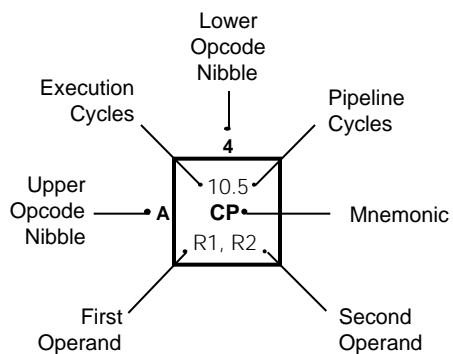 Lower
Opcode
Nibble
Execution
Cycles
Pipeline
Cycles
4
10.5
Upper
Opcode
Nibble
A
CP
Mnemonic
R1, R2
First
Operand
Second
Operand